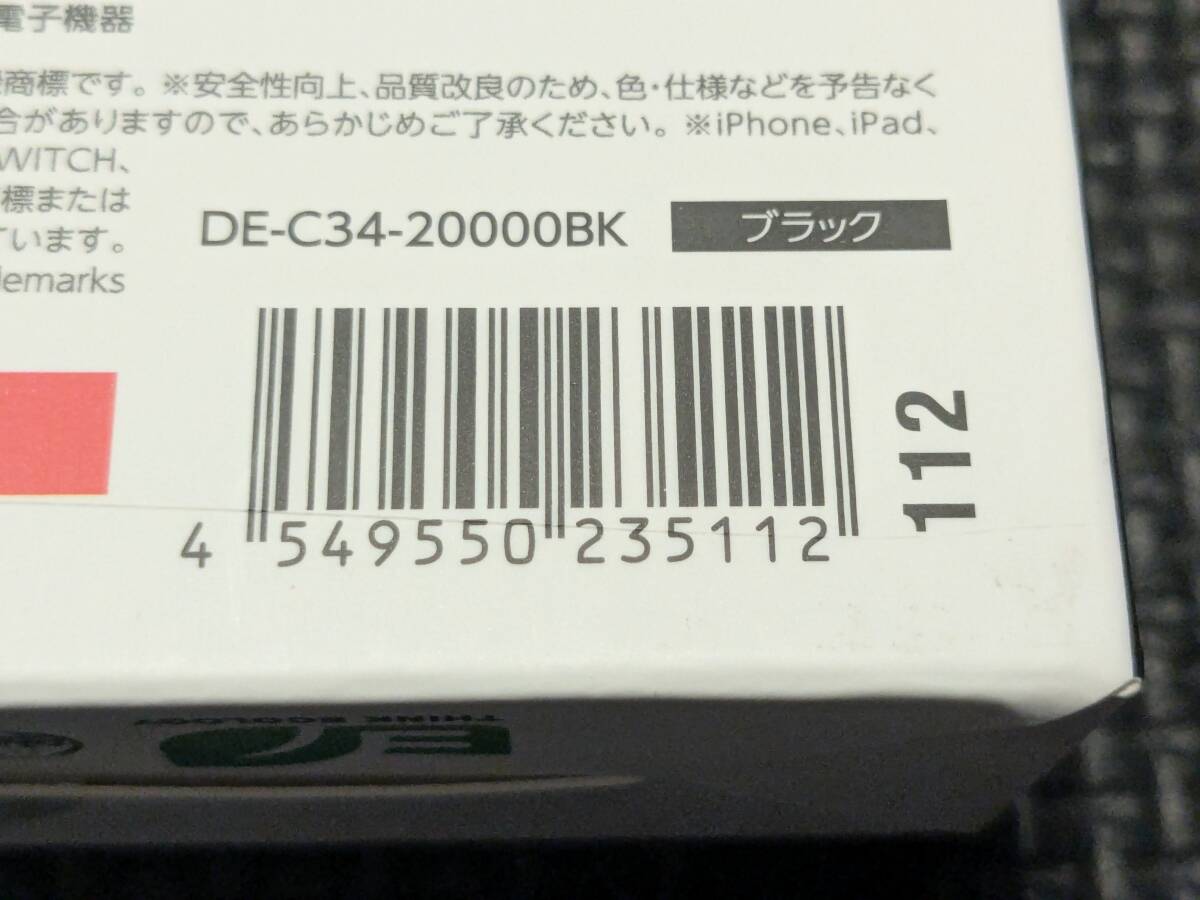 電子機器
商標です。※安全性向上、品質改良のため、色・仕様などを予告なく
合がありますので、あらかじめご了承ください。※iPhone、iPad、
WITCH、
標または
ています。
demarks
DE-C34-20000BK ブラック
4 549550 235112
112
THINK ECOLOGY